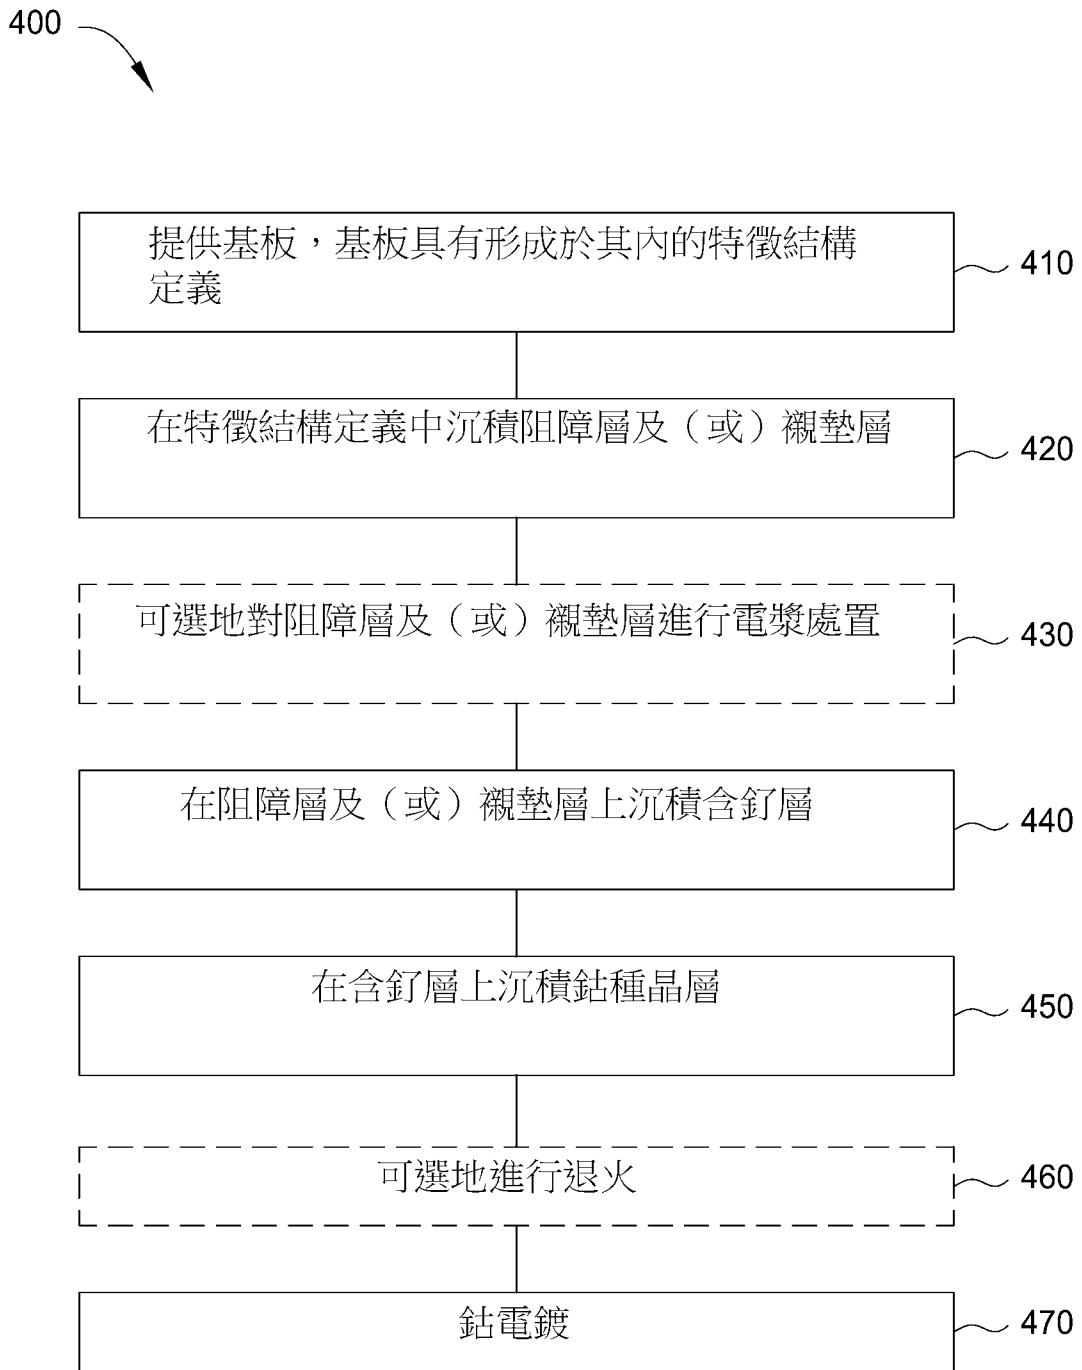 400
提供基板，基板具有形成於其內的特徵結構
定義
410
在特徵結構定義中沉積阻障層及（或）襯墊層
420
可選地對阻障層及（或）襯墊層進行電漿處置
430
在阻障層及（或）襯墊層上沉積含釕層
440
在含釕層上沉積鈷種晶層
450
可選地進行退火
460
鈷電鍍
470